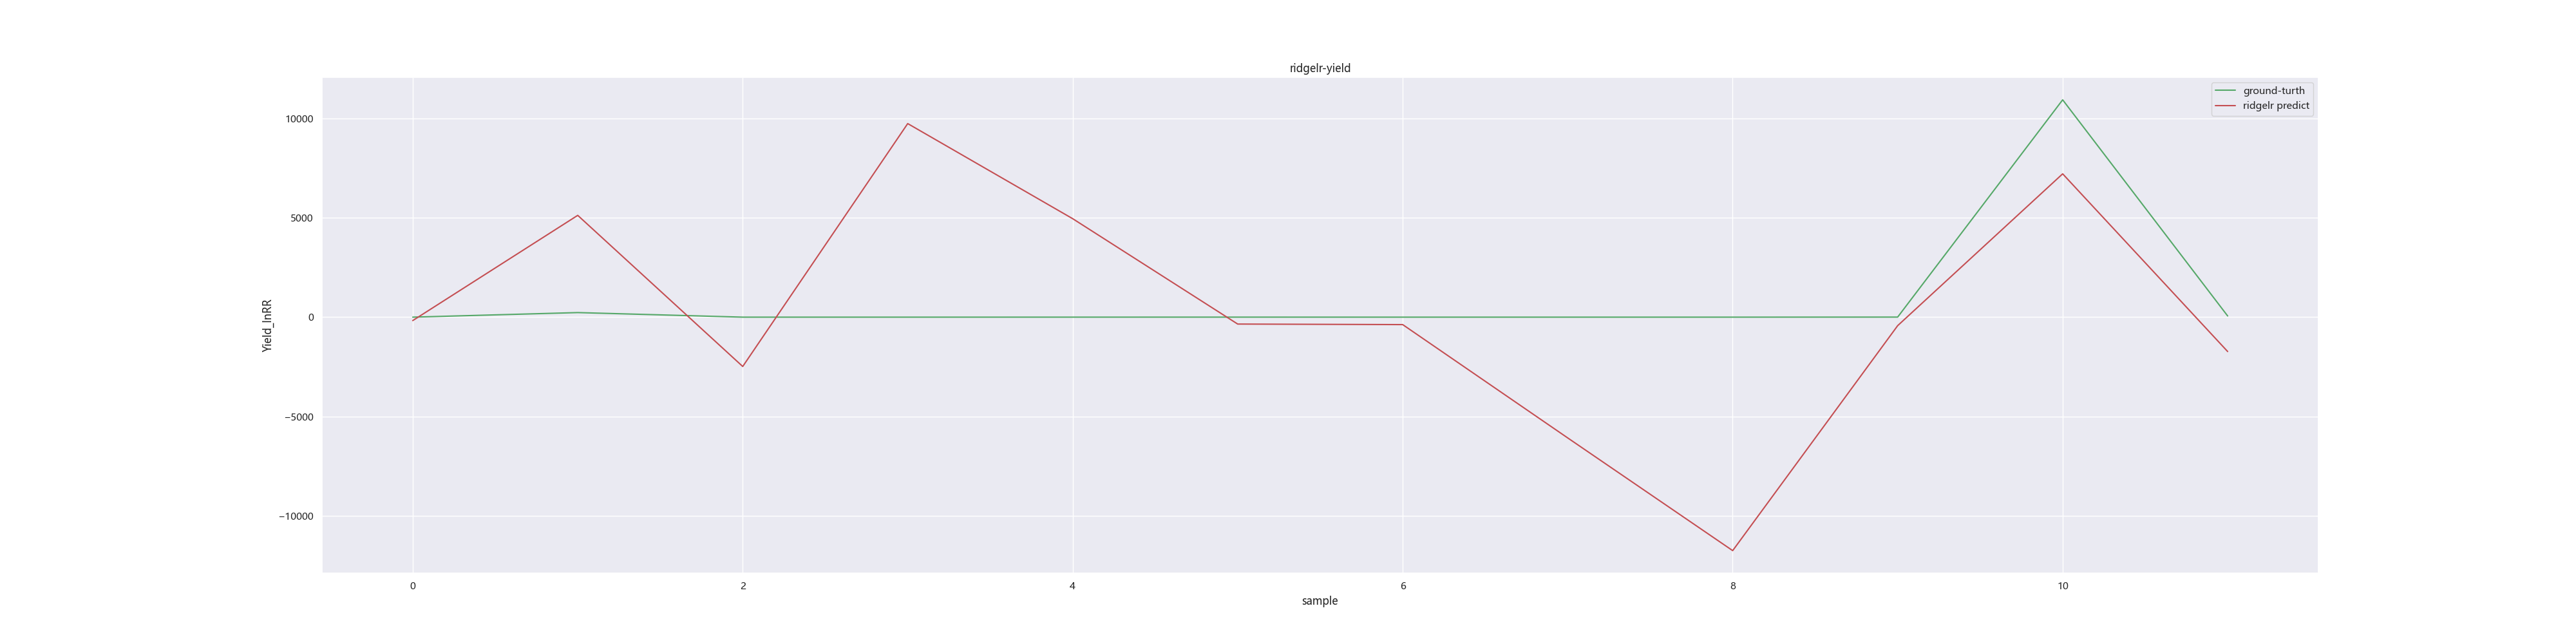 ridgelr-yield
ground-turth
ridgelr predict
10000
5000
0
−5000
−10000
Yield_lnRR
0 2 4 6 8 10
sample